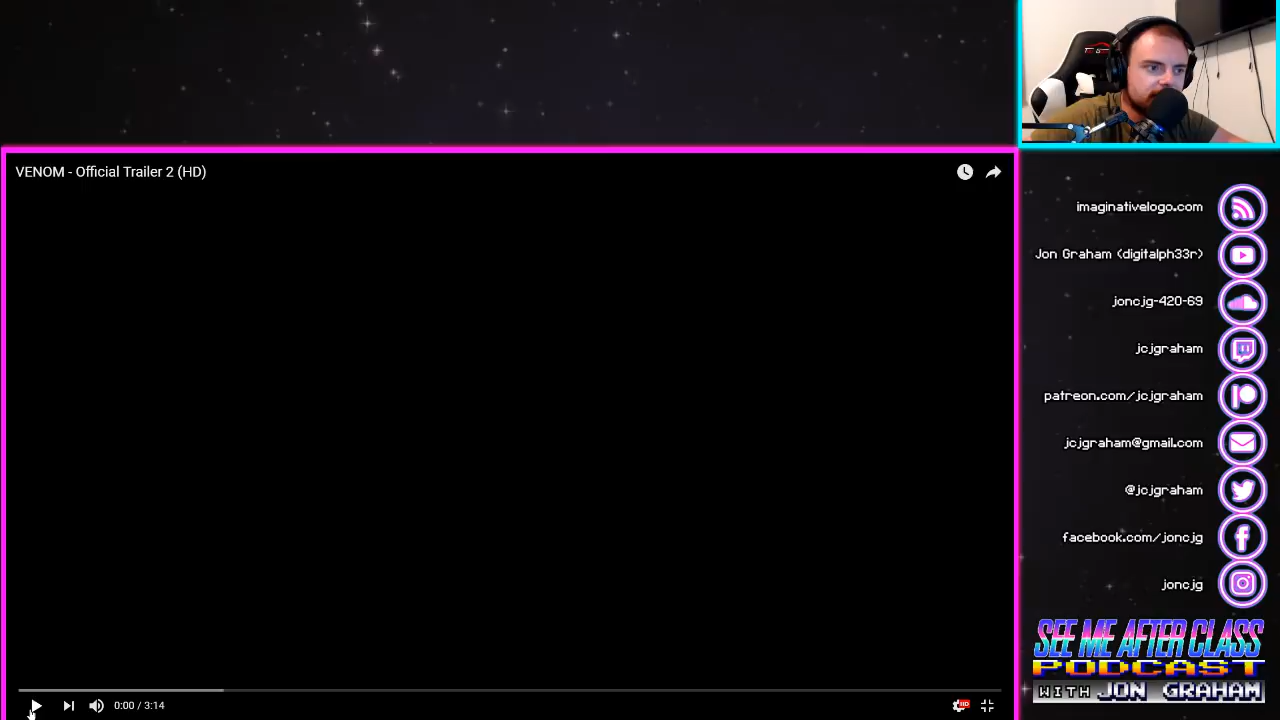 VENOM - Official Trailer 2 (HD)
imaginativelogo.com
Jon Graham (digitalph33r)
joncjg-420-69
jcjgraham
patreon.com/jcjgraham
jcjgraham@gmail.com
@jcjgraham
facebook.com/joncjg
joncjg
SEE ME AFTER CLASS
PODCAST
WITH JON GRAHAM
0:00 / 3:14
HD